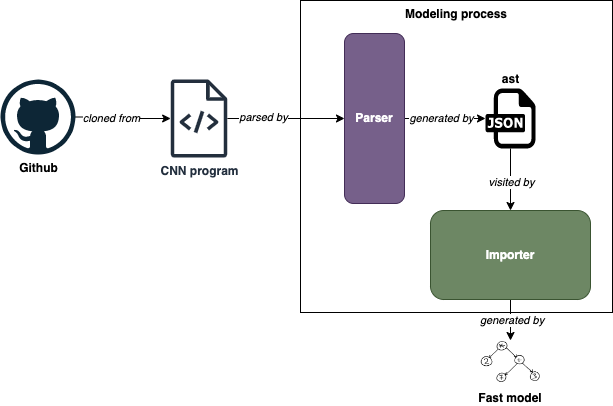 Modeling process
ast
cloned from
</>
parsed by
Parser
generated by
JSON
Github
CNN program
visited by
Importer
generated by
2
Fast model